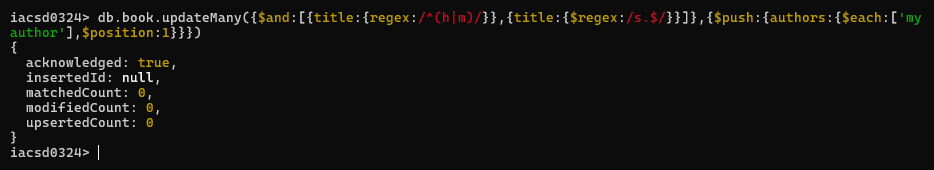 iacsd0324> db.book.updateMany({$and:[{title:{regex:/^(h|m)/}},{title:{$regex:/s.$/}}]},{$push:{authors:{$each:['my
author'],$position:1}}})
{
  acknowledged: true,
  insertedId: null,
  matchedCount: 0,
  modifiedCount: 0,
  upsertedCount: 0
}
iacsd0324>